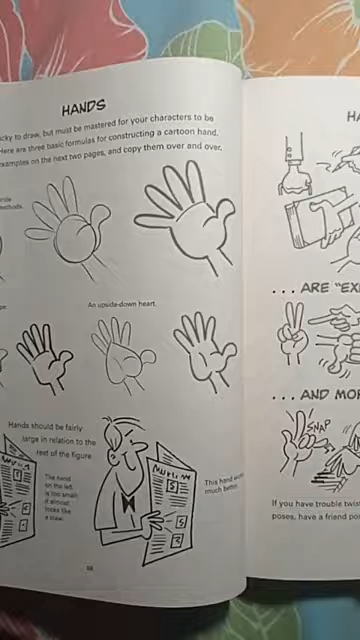 HANDS
ucky to draw, but must be mastered for your characters to be
Here are three basic formulas for constructing a cartoon hand.
examples on the next two pages, and copy them over and over.
An upside-down heart.
Hands should be fairly
large in relation to the
rest of the figure
The hand
on the left
is too small;
it almost
looks like
a claw.
This hand
much better.
HA
... ARE "EX
... AND MOR
SNAP
If you have trouble twis
poses, have a friend po